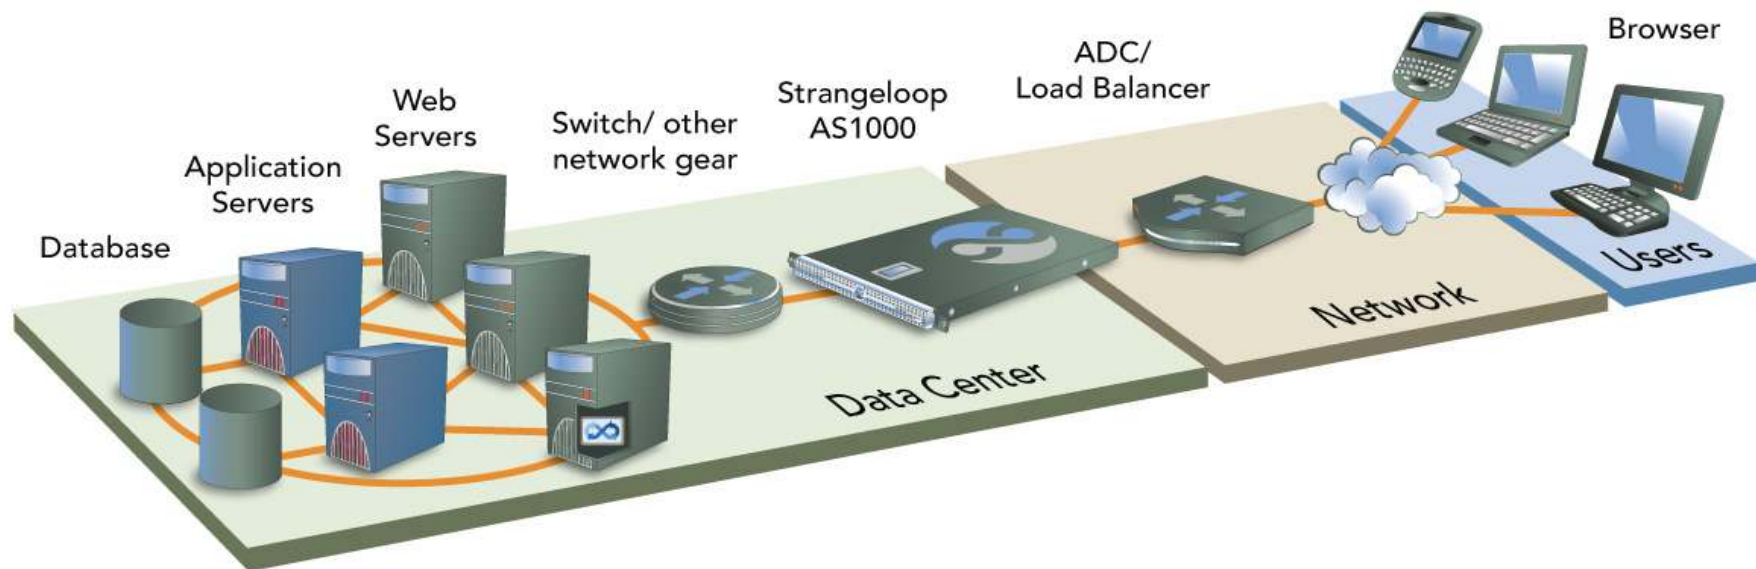 Database
Application
Servers
Web
Servers
Switch/ other
network gear
Strangeloop
AS1000
ADC/
Load Balancer
Browser
Data Center
Network
Users